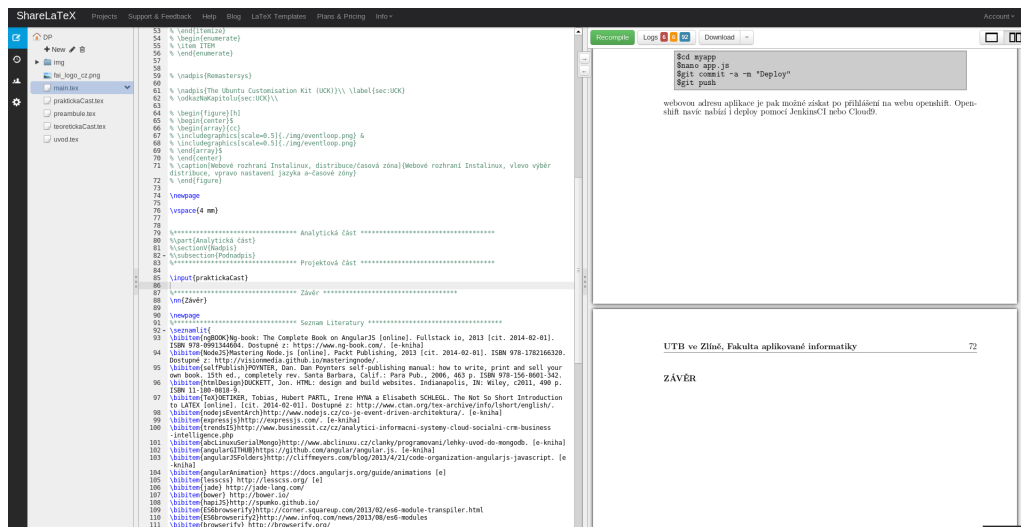 ShareLaTeX Projects Support & Feedback Help Blog LaTeX Templates Plans & Pricing Info Account
DP
+ New
img
fai_logo_cz.png
main.tex
praktickaCast.tex
preambule.tex
teoretickaCast.tex
uvod.tex
53 % \end{itemize}
54 % \begin{enumerate}
55 % \item ITEM
56 % \end{enumerate}
57
58
59 % \nadpis{Remastersys}
60
61 % \nadpis{The Ubuntu Customisation Kit (UCK)}\\ \label{sec:UCK}
62 % \odkazNaKapitolu{sec:UCK}\\
63
64 % \begin{figure}[h]
65 % \begin{center}$
66 % \begin{array}{cc}
67 % \includegraphics[scale=0.5]{./img/eventloop.png} &
68 % \includegraphics[scale=0.5]{./img/eventloop.png}
69 % \end{array}$
70 % \end{center}
71 % \caption[Webové rozhraní Instalinux, distribuce/časová zóna]{Webové rozhraní Instalinux, vlevo výběr
distribuce, vpravo nastavení jazyka a~časové zóny}
72 % \end{figure}
73
74 \newpage
75
76 \vspace{4 mm}
77
78
79 %******************************** Analytická část ***********************************
80 %\part{Analytická část}
81 %\sectionV{Nadpis}
82 %\subsection{Podnadpis}
83 %******************************** Projektová část ***********************************
84
85 \input{praktickaCast}
86
87 %******************************** Závěr ***********************************
88 \nn{Závěr}
89
90 \newpage
91 %******************************** Seznam Literatury ***********************************
92 \seznamlit{
93 \bibitem{ngBOOK}Ng-book: The Complete Book on AngularJS [online]. Fullstack io, 2013 [cit. 2014-02-01].
ISBN 978-0991344604. Dostupné z: https://www.ng-book.com/. [e-kniha]
94 \bibitem{NodeJS}Mastering Node.js [online]. Packt Publishing, 2013 [cit. 2014-02-01]. ISBN 978-1782166320.
Dostupné z: http://visionmedia.github.io/masteringnode/.
95 \bibitem{selfPublish}POYNTER, Dan. Dan Poynters self-publishing manual: how to write, print and sell your
own book. 15th ed., completely rev. Santa Barbara, Calif.: Para Pub., 2006, 463 p. ISBN 978-156-8601-342.
96 \bibitem{htmlDesign}DUCKETT, Jon. HTML: design and build websites. Indianapolis, IN: Wiley, c2011, 490 p.
ISBN 11-180-0818-9.
97 \bibitem{TeX}OETIKER, Tobias, Hubert PARTL, Irene HYNA a Elisabeth SCHLEGL. The Not So Short Introduction
to LATEX [online]. [cit. 2014-02-01]. Dostupné z: http://www.ctan.org/tex-archive/info/lshort/english/.
98 \bibitem{nodejsEventArch}http://www.nodejs.cz/co-je-event-driven-architektura/. [e-kniha]
99 \bibitem{expressjs}http://expressjs.com/. [e-kniha]
100 \bibitem{trendsIS}http://www.businessit.cz/cz/analytici-informacni-systemy-cloud-socialni-crm-business
-intelligence.php
101 \bibitem{abcLinuxuSerialMongo}http://www.abclinuxu.cz/clanky/programovani/lehky-uvod-do-mongodb. [e-kniha]
102 \bibitem{angularGITHUB}https://github.com/angular/angular.js. [e-kniha]
103 \bibitem{angularJSFolders}http://cliffmeyers.com/blog/2013/4/21/code-organization-angularjs-javascript. [e
-kniha]
104 \bibitem{angularAnimation} https://docs.angularjs.org/guide/animations [e]
105 \bibitem{lesscss} http://lesscss.org/ [e]
106 \bibitem{jade} http://jade-lang.com/
107 \bibitem{bower} http://bower.io/
108 \bibitem{hapiJS}http://spumko.github.io/
109 \bibitem{ES6browserify}http://corner.squareup.com/2013/02/es6-module-transpiler.html
110 \bibitem{ES6browserify2}http://www.infoq.com/news/2013/08/es6-modules
111 \bibitem{browserify} http://browserify.org/
Recompile Logs 6 6 92 Download
$cd myapp
$nano app.js
$git commit -a -m "Deploy"
$git push
webovou adresu aplikace je pak možné získat po přihlášení na webu openshift. Open-
shift navíc nabízí i deploy pomocí JenkinsCI nebo Cloud9.
UTB ve Zlíně, Fakulta aplikované informatiky 72
ZÁVĚR